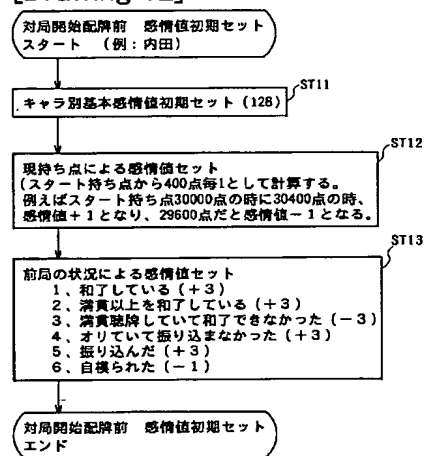 対局開始配牌前 感情値初期セット
スタート (例:内田)
ST11
キャラ別基本感情値初期セット(128)
ST12
現持ち点による感情値セット
(スタート持ち点から400点毎1として計算する。
例えばスタート持ち点30000点の時に30400点の時、
感情値+1となり、29600点だと感情値-1となる。
ST13
前局の状況による感情値セット
1、和了している(+3)
2、満貫以上を和了している(+3)
3、満貫聴牌していて和了できなかった(-3)
4、オリていて振り込まなかった(+3)
5、振り込んだ(+3)
6、自模られた(-1)
対局開始配牌前 感情値初期セット
エンド